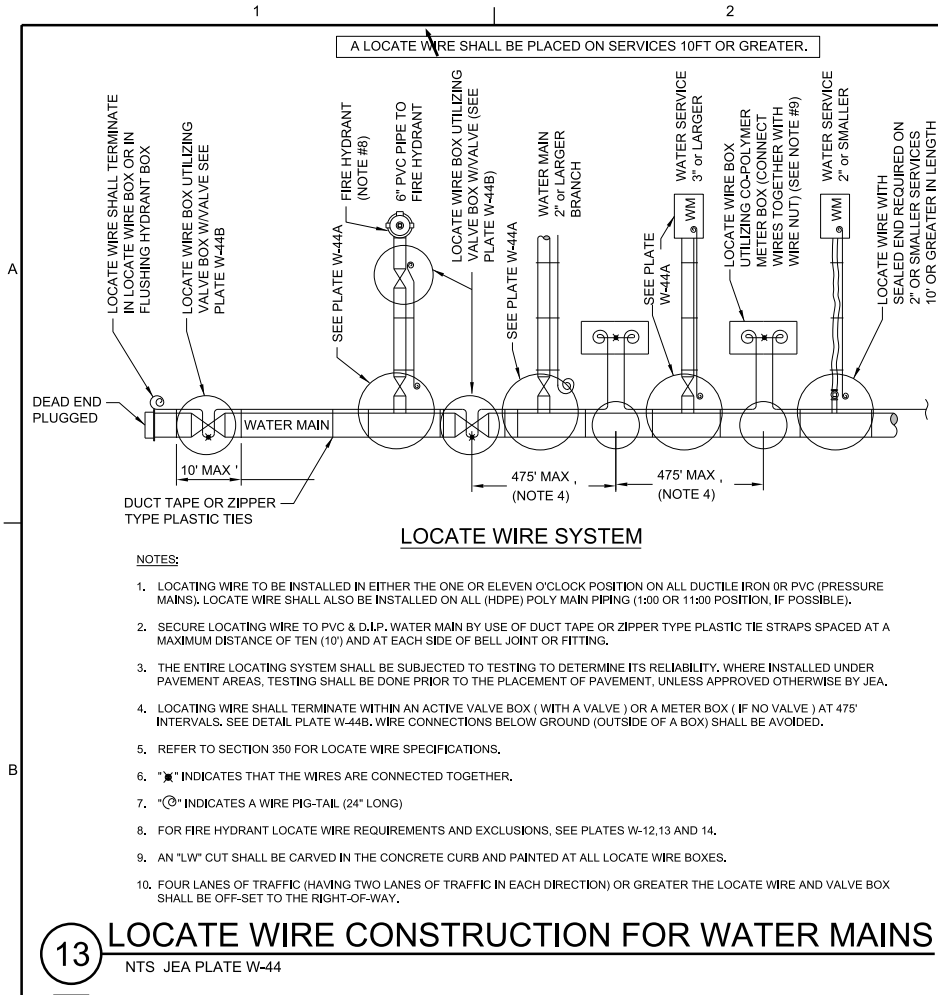 1
2
A LOCATE WIRE SHALL BE PLACED ON SERVICES 10FT OR GREATER.
LOCATE WIRE SHALL TERMINATE
IN LOCATE WIRE BOX OR IN
FLUSHING HYDRANT BOX
LOCATE WIRE BOX UTILIZING
VALVE BOX W/VALVE SEE
PLATE W-44B
SEE PLATE W-44A
FIRE HYDRANT
(NOTE #8)
6" PVC PIPE TO
FIRE HYDRANT
LOCATE WIRE BOX UTILIZING
VALVE BOX W/VALVE (SEE
PLATE W-44B)
SEE PLATE W-44A
WATER MAIN
2" or LARGER
BRANCH
SEE PLATE
W-44A
WATER SERVICE
3" or LARGER
WM
LOCATE WIRE BOX
UTILIZING CO-POLYMER
METER BOX (CONNECT
WIRES TOGETHER WITH
WIRE NUT) (SEE NOTE #9)
WATER SERVICE
2" or SMALLER
WM
LOCATE WIRE WITH
SEALED END REQUIRED ON
2" OR SMALLER SERVICES
10' OR GREATER IN LENGTH
A
DEAD END
PLUGGED
WATER MAIN
10' MAX '
DUCT TAPE OR ZIPPER
TYPE PLASTIC TIES
475' MAX ,
(NOTE 4)
475' MAX ,
(NOTE 4)
LOCATE WIRE SYSTEM
NOTES:
1. LOCATING WIRE TO BE INSTALLED IN EITHER THE ONE OR ELEVEN O'CLOCK POSITION ON ALL DUCTILE IRON 0R PVC (PRESSURE
MAINS). LOCATE WIRE SHALL ALSO BE INSTALLED ON ALL (HDPE) POLY MAIN PIPING (1:00 OR 11:00 POSITION, IF POSSIBLE).
2. SECURE LOCATING WIRE TO PVC & D.I.P. WATER MAIN BY USE OF DUCT TAPE OR ZIPPER TYPE PLASTIC TIE STRAPS SPACED AT A
MAXIMUM DISTANCE OF TEN (10') AND AT EACH SIDE OF BELL JOINT OR FITTING.
3. THE ENTIRE LOCATING SYSTEM SHALL BE SUBJECTED TO TESTING TO DETERMINE ITS RELIABILITY. WHERE INSTALLED UNDER
PAVEMENT AREAS, TESTING SHALL BE DONE PRIOR TO THE PLACEMENT OF PAVEMENT, UNLESS APPROVED OTHERWISE BY JEA.
4. LOCATING WIRE SHALL TERMINATE WITHIN AN ACTIVE VALVE BOX ( WITH A VALVE ) OR A METER BOX ( IF NO VALVE ) AT 475'
INTERVALS. SEE DETAIL PLATE W-44B. WIRE CONNECTIONS BELOW GROUND (OUTSIDE OF A BOX) SHALL BE AVOIDED.
5. REFER TO SECTION 350 FOR LOCATE WIRE SPECIFICATIONS.
B
6. " " INDICATES THAT THE WIRES ARE CONNECTED TOGETHER.
7. " " INDICATES A WIRE PIG-TAIL (24" LONG)
8. FOR FIRE HYDRANT LOCATE WIRE REQUIREMENTS AND EXCLUSIONS, SEE PLATES W-12,13 AND 14.
9. AN "LW" CUT SHALL BE CARVED IN THE CONCRETE CURB AND PAINTED AT ALL LOCATE WIRE BOXES.
10. FOUR LANES OF TRAFFIC (HAVING TWO LANES OF TRAFFIC IN EACH DIRECTION) OR GREATER THE LOCATE WIRE AND VALVE BOX
SHALL BE OFF-SET TO THE RIGHT-OF-WAY.
13
LOCATE WIRE CONSTRUCTION FOR WATER MAINS
NTS JEA PLATE W-44